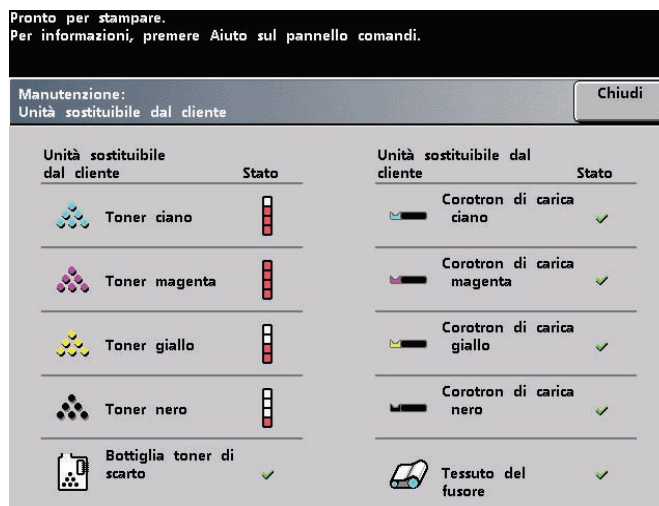 Pronto per stampare.
Per informazioni, premere Aiuto sul pannello comandi.
Manutenzione:
Unità sostituibile dal cliente
Chiudi
Unità sostituibile
dal cliente
Stato
Toner ciano
Toner magenta
Toner giallo
Toner nero
Bottiglia toner di
scarto
Unità sostituibile dal
cliente
Stato
Corotron di carica
ciano
Corotron di carica
magenta
Corotron di carica
giallo
Corotron di carica
nero
Tessuto del
fusore